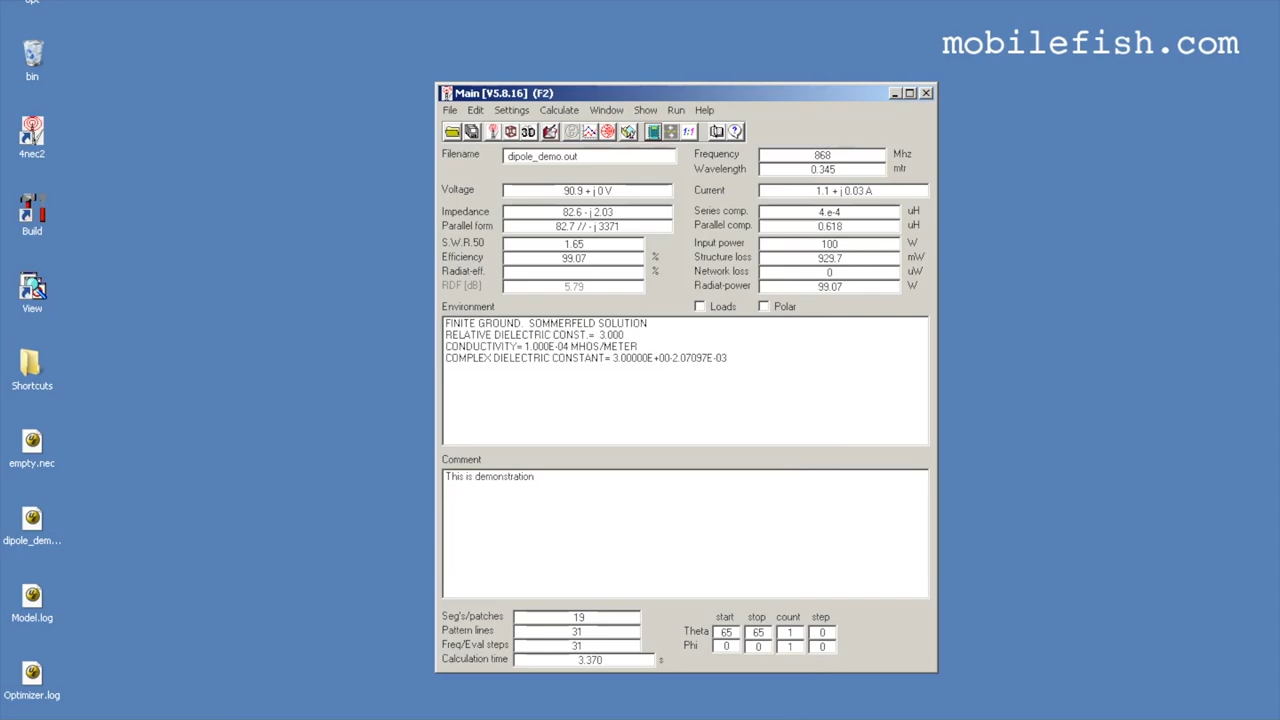 opt
mobilefish.com
bin
4nec2
Build
View
Shortcuts
empty.nec
dipole_dem...
Model.log
Optimizer.log
Main [V5.8.16] (F2)
File Edit Settings Calculate Window Show Run Help
3D 1:1
Filename dipole_demo.out Frequency 868 Mhz
Wavelength 0.345 mtr
Voltage 90.9 + j 0 V Current 1.1 + j 0.03 A
Impedance 82.6 - j 2.03 Series comp. 4.e-4 uH
Parallel form 82.7 // - j 3371 Parallel comp. 0.618 uH
S.W.R.50 1.65 Input power 100 W
Efficiency 99.07 % Structure loss 929.7 mW
Radiat-eff. % Network loss 0 uW
RDF [dB] 5.79 Radiat-power 99.07 W
Environment Loads Polar
FINITE GROUND. SOMMERFELD SOLUTION
RELATIVE DIELECTRIC CONST.= 3.000
CONDUCTIVITY= 1.000E-04 MHOS/METER
COMPLEX DIELECTRIC CONSTANT= 3.00000E+00-2.07097E-03
Comment
This is demonstration
Seg's/patches 19 start stop count step
Pattern lines 31 Theta 65 65 1 0
Freq/Eval steps 31 Phi 0 0 1 0
Calculation time 3.370 s